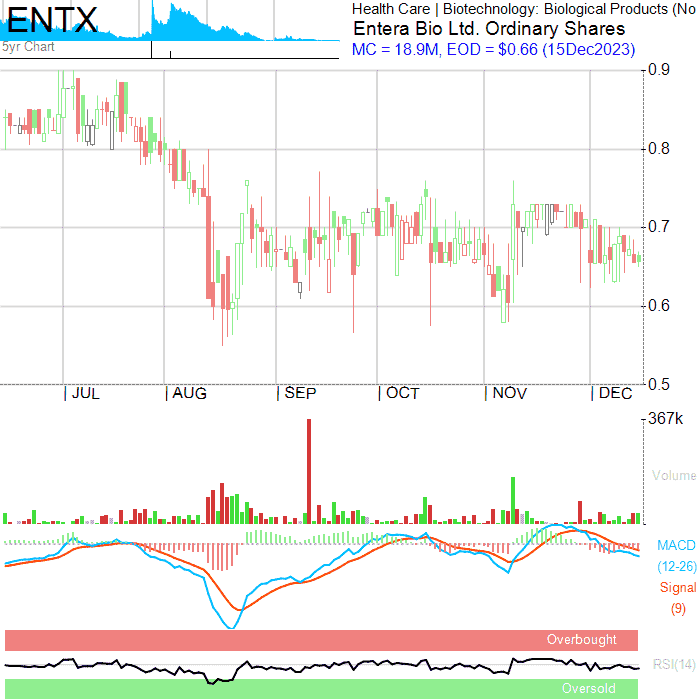 ENTX
Health Care | Biotechnology: Biological Products (No
Entera Bio Ltd. Ordinary Shares
5yr Chart
MC = 18.9M, EOD = $0.66 (15Dec2023)
0.9
0.8
0.7
0.6
0.5
| JUL | AUG | SEP | OCT | NOV | DEC
367k
Volume
MACD
(12-26)
Signal
(9)
Overbought
RSI(14)
Oversold